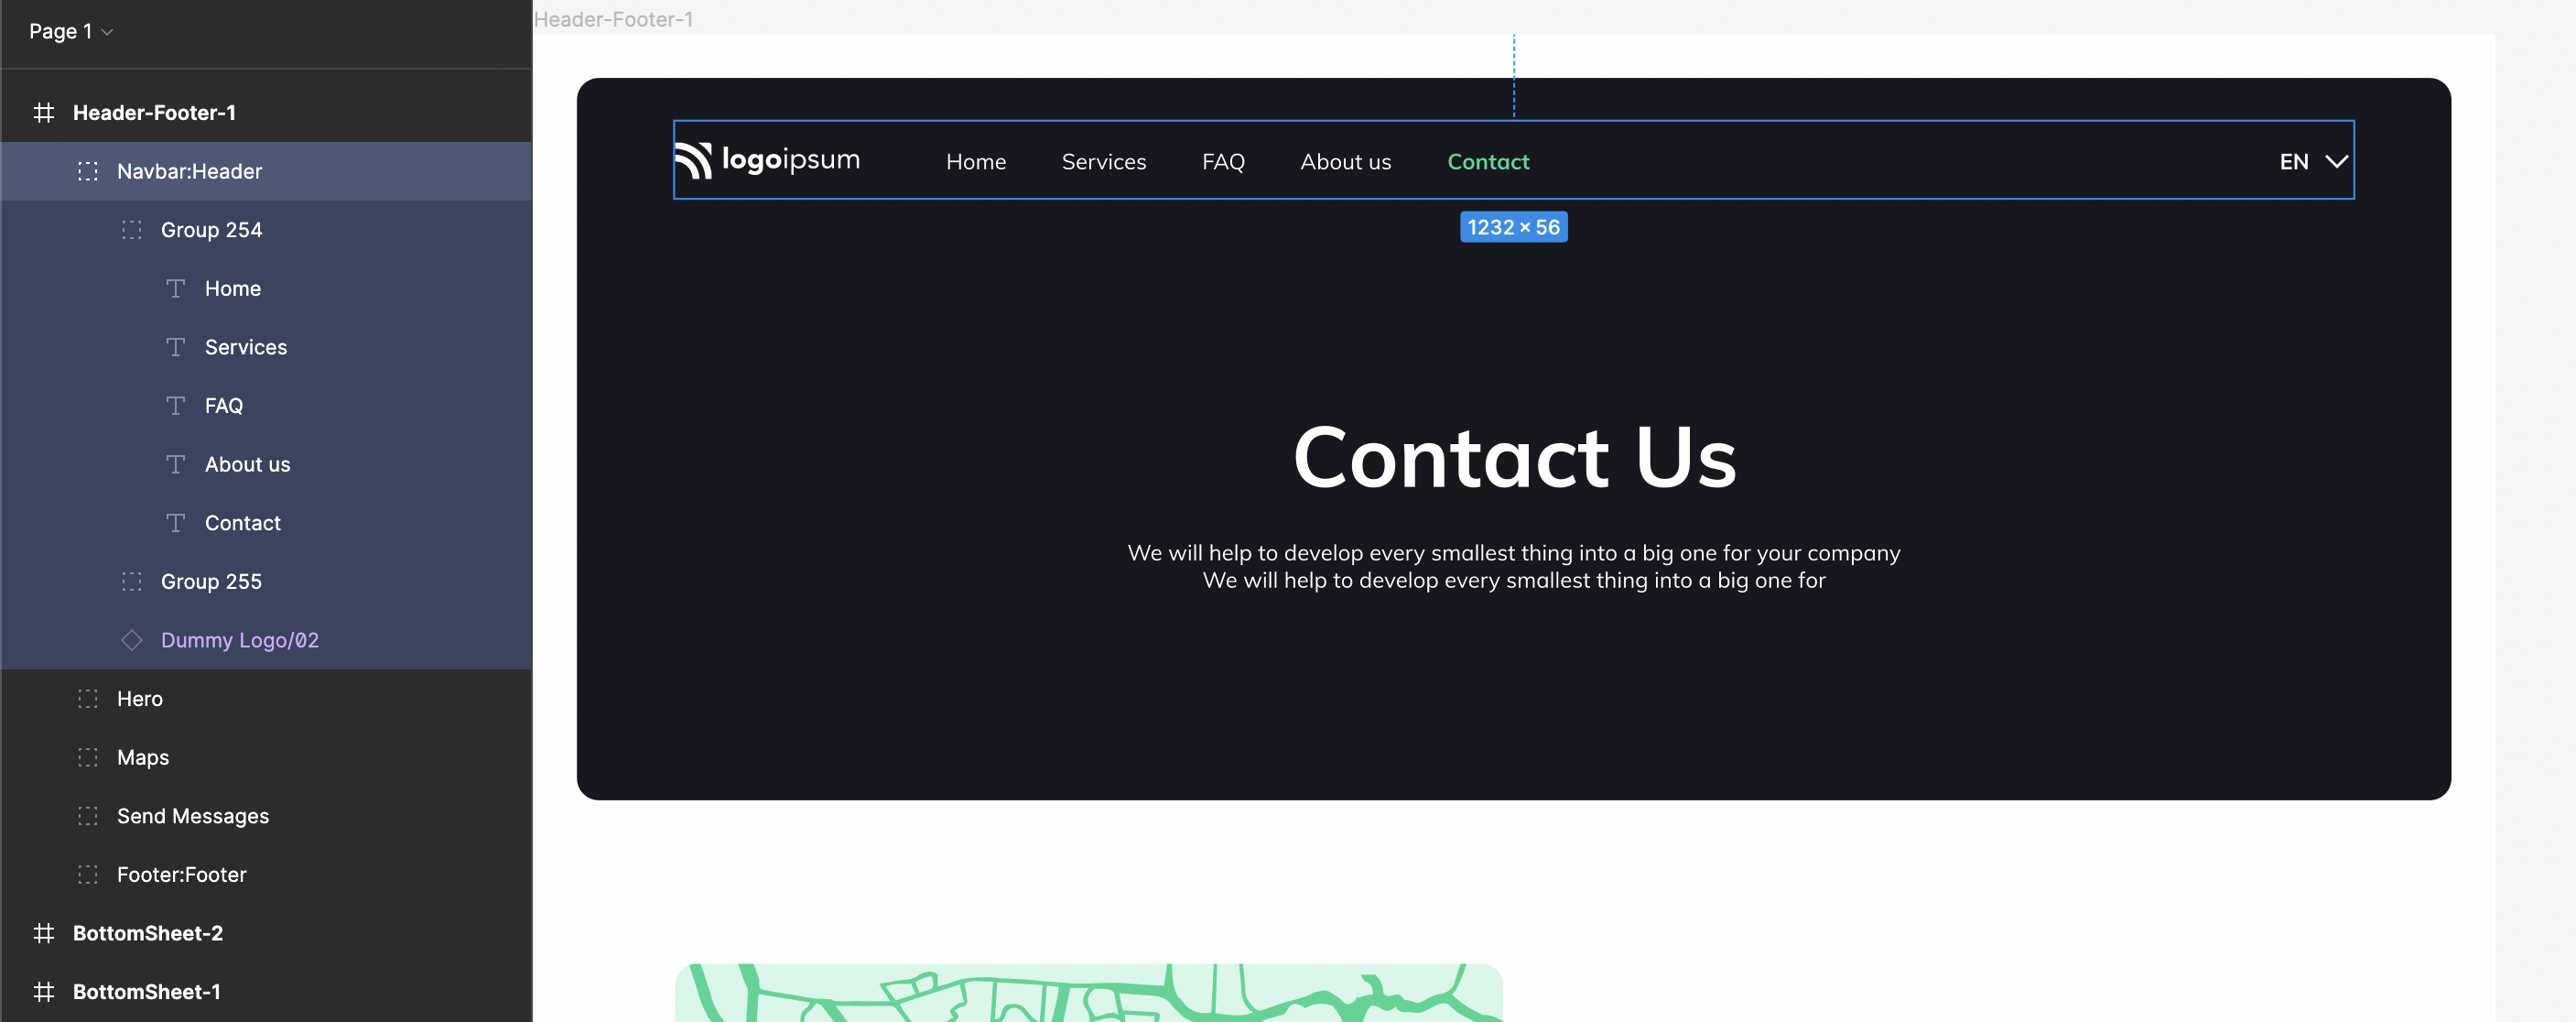 Page 1
Header-Footer-1
Navbar:Header
Group 254
Home
Services
FAQ
About us
Contact
Group 255
Dummy Logo/02
Hero
Maps
Send Messages
Footer:Footer
BottomSheet-2
BottomSheet-1
Header-Footer-1
logoipsum Home Services FAQ About us Contact EN
1232 × 56
Contact Us
We will help to develop every smallest thing into a big one for your company
We will help to develop every smallest thing into a big one for